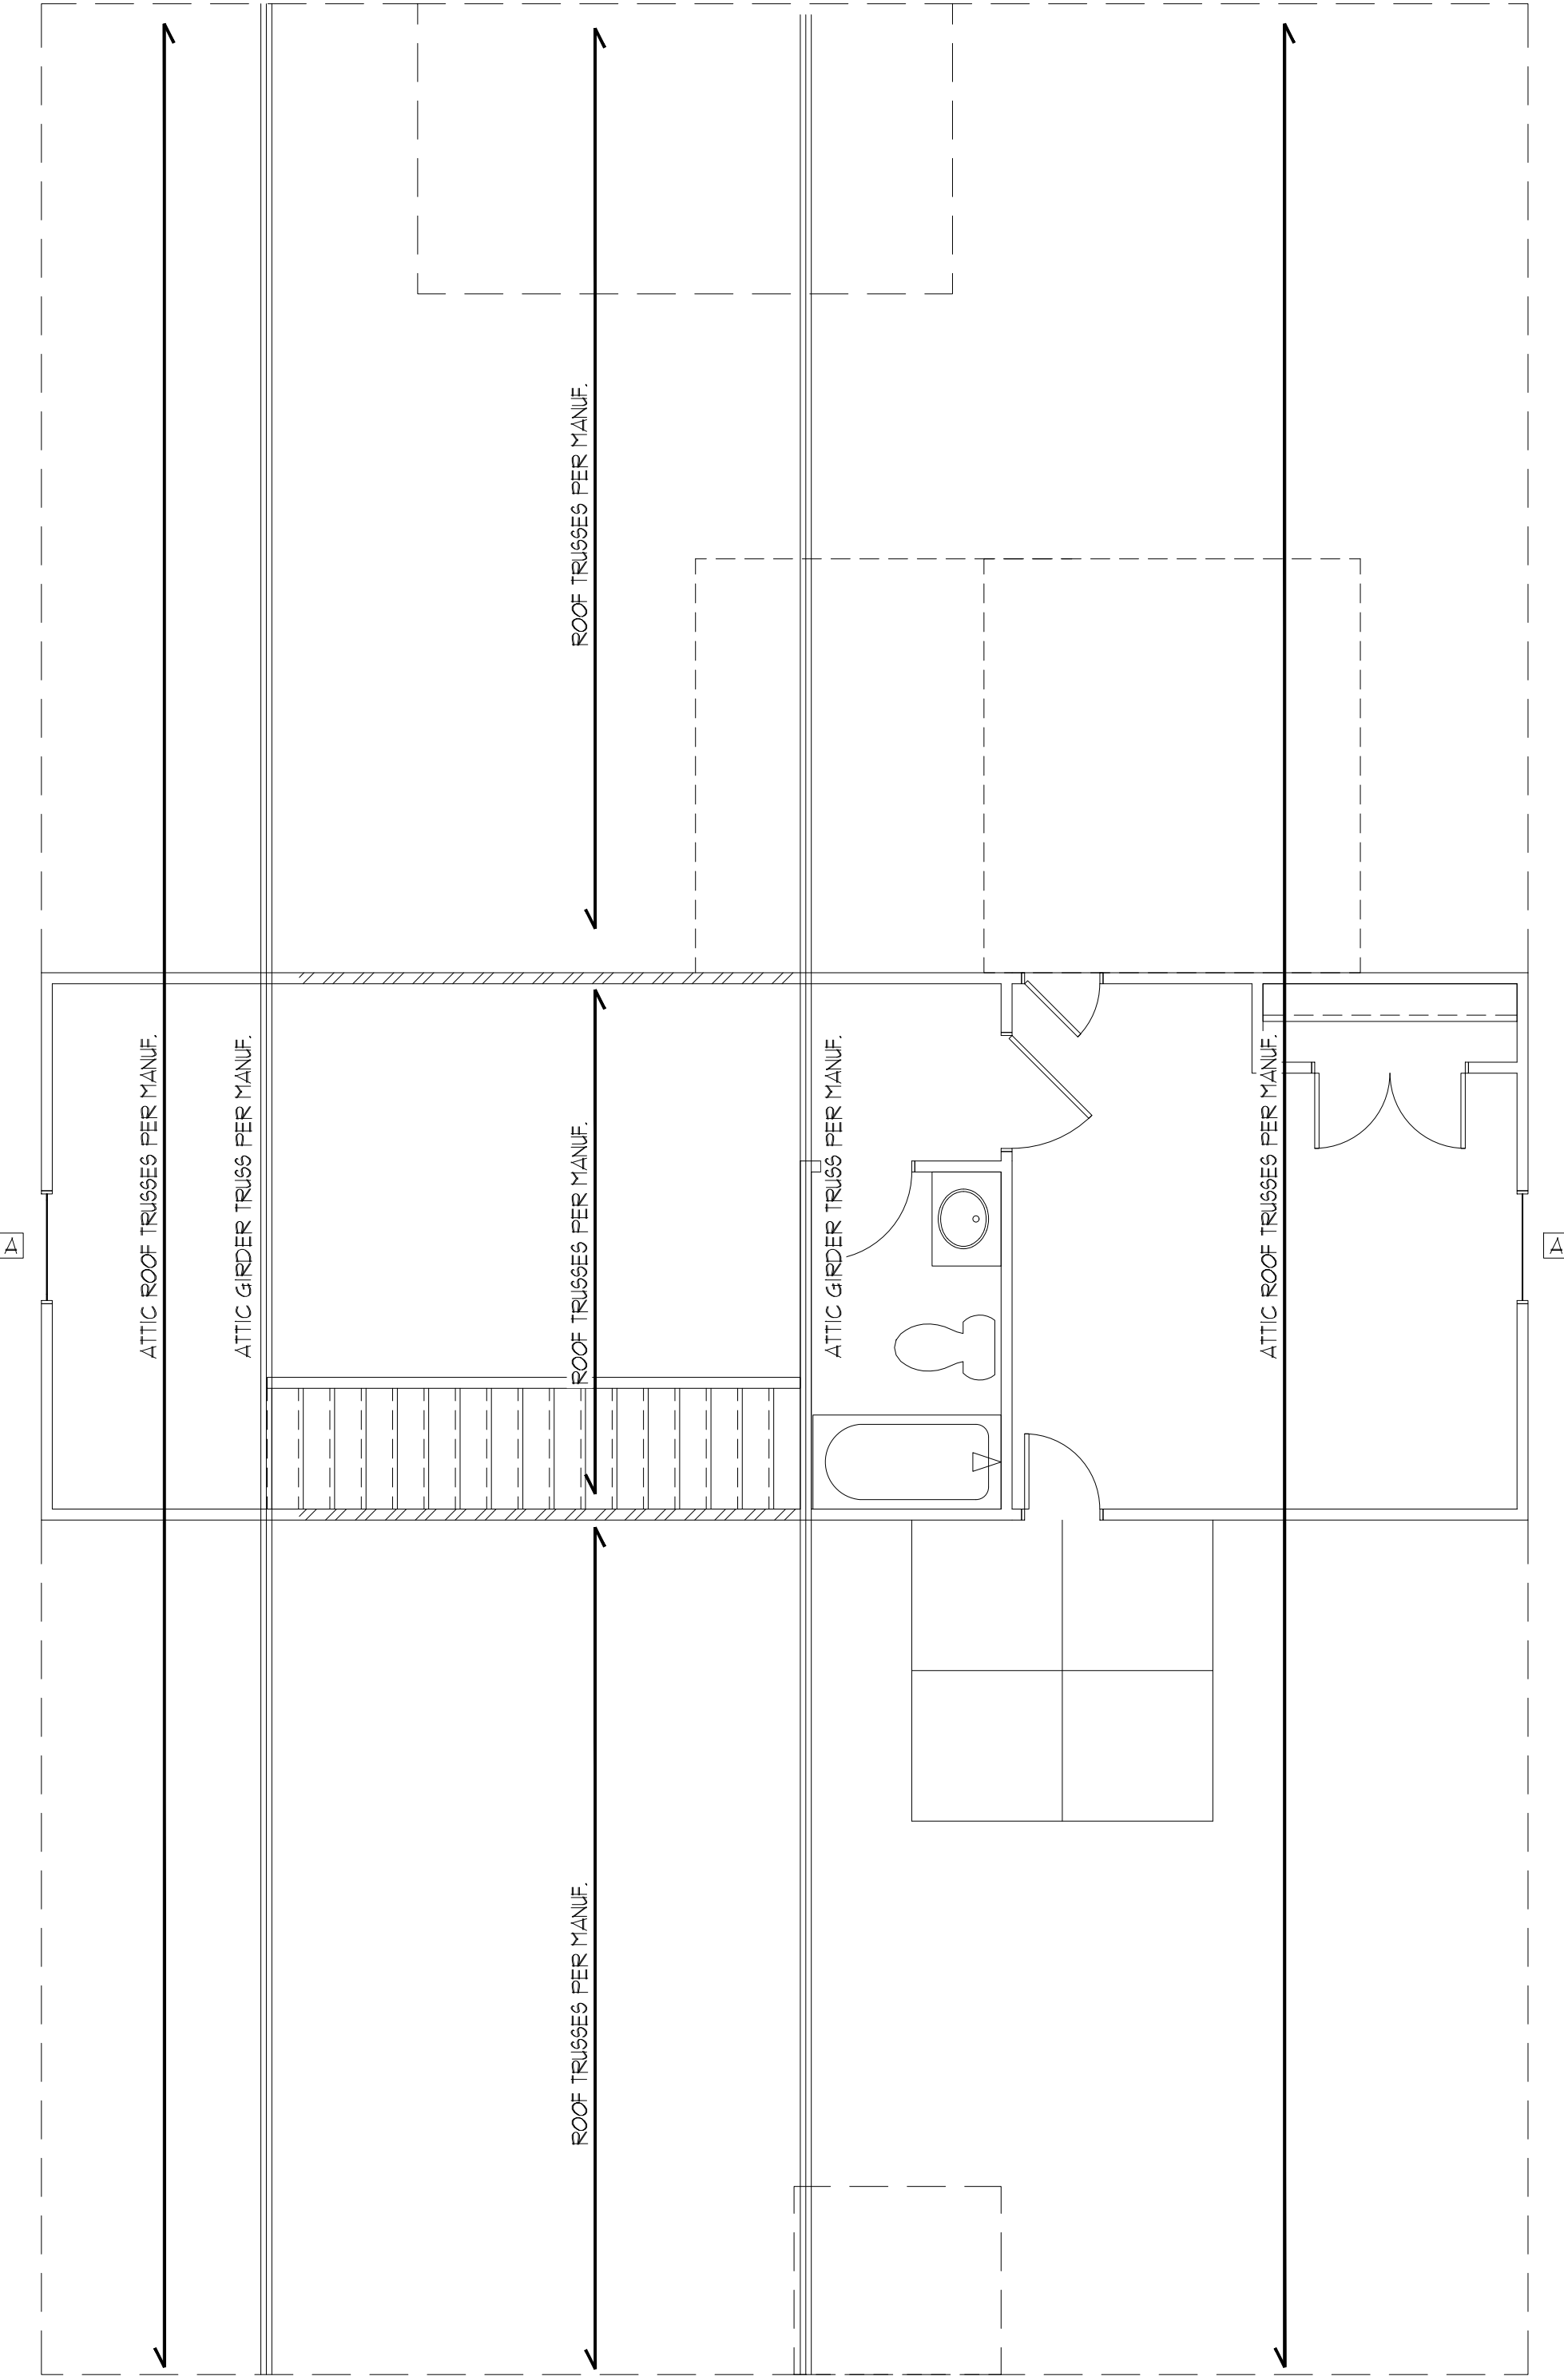 ROOF TRUSSES PER MANUF.
ATTIC ROOF TRUSSES PER MANUF.
ATTIC GIRDER TRUSS PER MANUF.
ROOF TRUSSES PER MANUF.
ATTIC GIRDER TRUSS PER MANUF.
ATTIC ROOF TRUSSES PER MANUF.
A
A
ROOF TRUSSES PER MANUF.